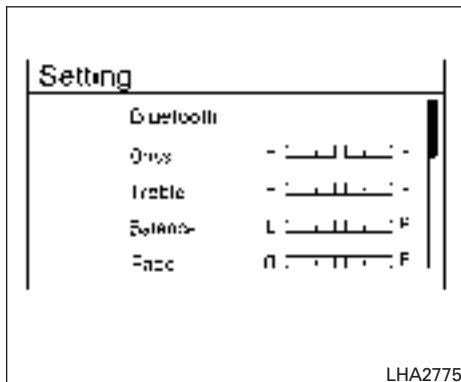 Setting
Bluetooth
Bass
Treble
Balance L R
Fade R F
LHA2775